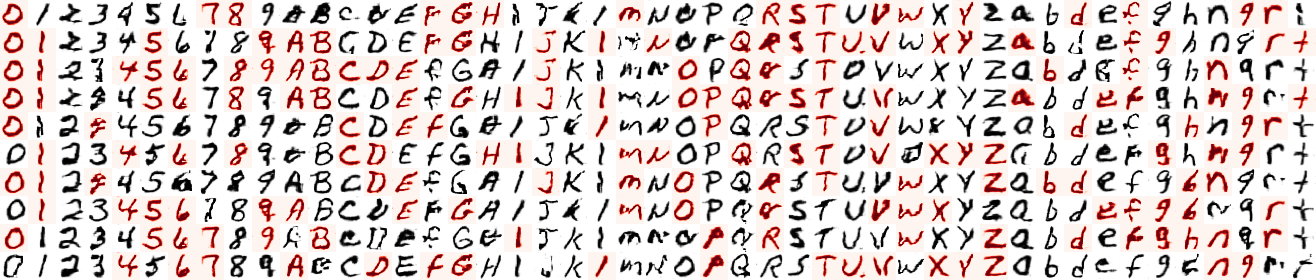 0 1 2 3 4 5 6 7 8 9 A B C D E F G H I J K l m N O P Q R S T U V W X Y Z a b d e f g h n q r t
0 1 2 3 4 5 6 7 8 9 A B C D E F G H I J K l m N O P Q R S T U V W X Y Z a b d e f g h n q r t
0 1 2 3 4 5 6 7 8 9 A B C D E f G A I J K l m N O P Q R S T U V W X Y Z a b d e f g h n q r t
0 1 2 3 4 5 6 7 8 9 A B C D E F G H I J K l m N O P Q R S T U V W X Y Z a b d e f g h n q r t
0 1 2 3 4 5 6 7 8 9 A B C D E F G H I J K l m N O P Q R S T U V W X Y Z a b d e f g h n q r t
0 1 2 3 4 5 6 7 8 9 A B C D E f G H I J K l m N O P Q R S T U V W X Y Z a b d e F g h n q r t
0 1 2 3 4 5 6 7 8 9 A B C D E F G H I J K l m N O P Q R S T U V W X Y Z a b d e f g h n q r t
0 1 2 3 4 5 6 7 8 9 A B C D E F G H I J K l m N O P Q R S T U V W X Y Z a b d e f g h n q r t
0 1 2 3 4 5 6 7 8 9 A B C D E f G H I J K l m N O P Q R S T U V W X Y Z a b d e f g h n q r t
0 1 2 3 4 5 6 7 8 9 A B C D E F G H I J K l m N O P Q R S T U V W X Y Z a b d e f g h n q r t